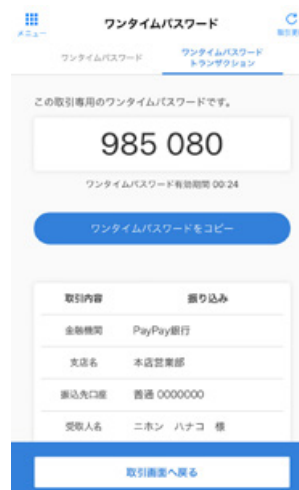 ワンタイムパスワード
メニュー
取引更新
ワンタイムパスワード
ワンタイムパスワード
トランザクション
この取引専用のワンタイムパスワードです。
985 080
ワンタイムパスワード有効期間 00:24
ワンタイムパスワードをコピー
取引内容 振り込み
金融機関 PayPay銀行
支店名 本店営業部
振込先口座 普通 0000000
受取人名 ニホン ハナコ 様
取引画面へ戻る